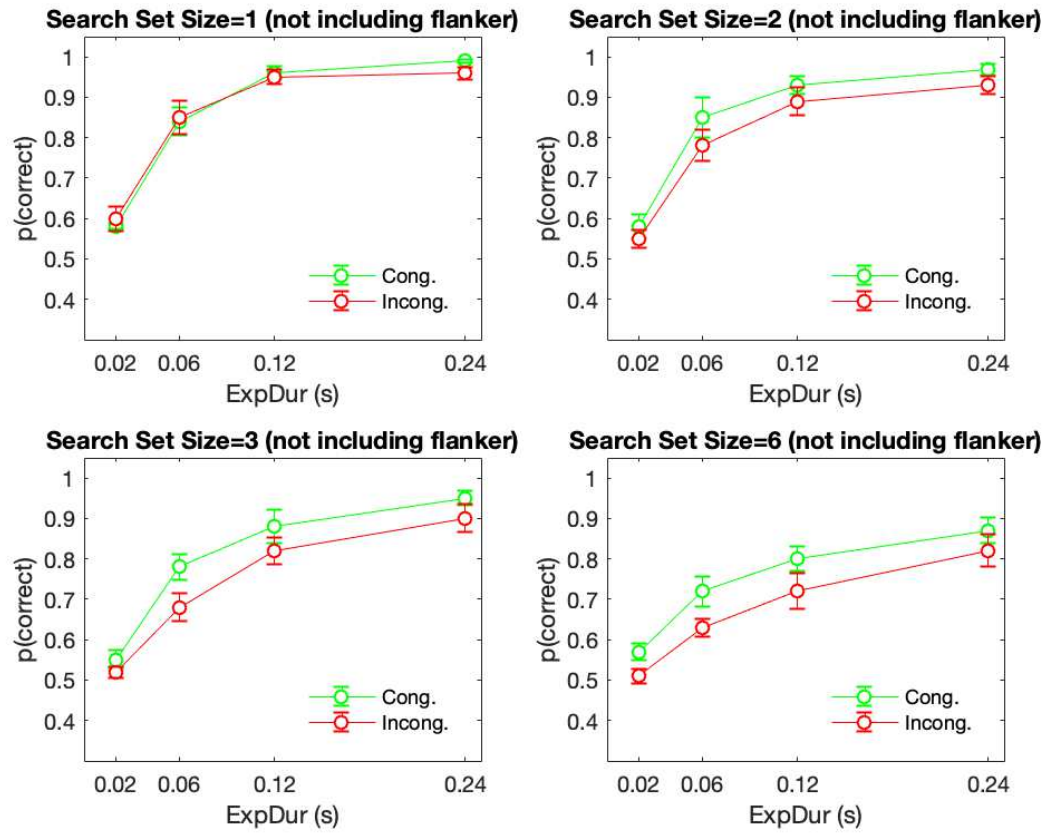 Search Set Size=1 (not including flanker)
1
0.9
0.8
0.7
0.6
0.5
0.4
p(correct)
Cong.
Incong.
0.02 0.06 0.12 0.24
ExpDur (s)
Search Set Size=2 (not including flanker)
1
0.9
0.8
0.7
0.6
0.5
0.4
p(correct)
Cong.
Incong.
0.02 0.06 0.12 0.24
ExpDur (s)
Search Set Size=3 (not including flanker)
1
0.9
0.8
0.7
0.6
0.5
0.4
p(correct)
Cong.
Incong.
0.02 0.06 0.12 0.24
ExpDur (s)
Search Set Size=6 (not including flanker)
1
0.9
0.8
0.7
0.6
0.5
0.4
p(correct)
Cong.
Incong.
0.02 0.06 0.12 0.24
ExpDur (s)